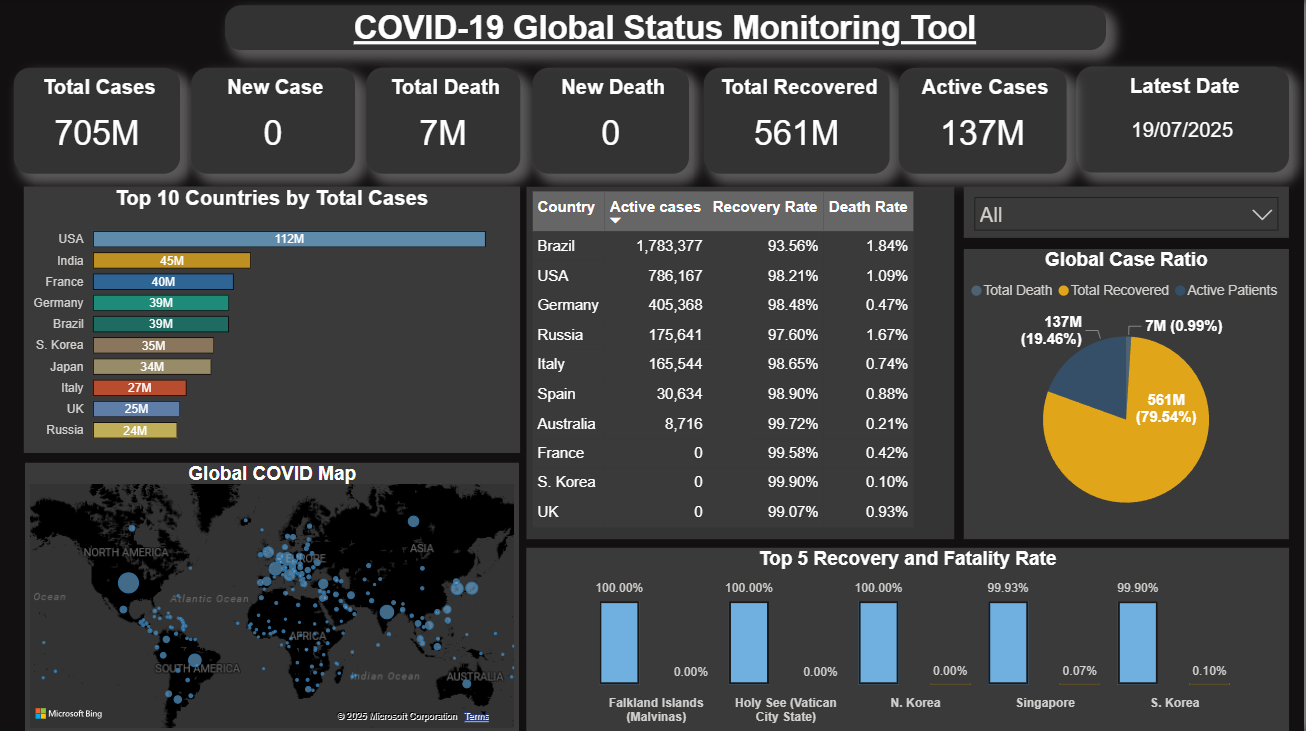 COVID-19 Global Status Monitoring Tool
Total Cases
705M
New Case
0
Total Death
7M
New Death
0
Total Recovered
561M
Active Cases
137M
Latest Date
19/07/2025
Top 10 Countries by Total Cases
USA 112M
India 45M
France 40M
Germany 39M
Brazil 39M
S. Korea 35M
Japan 34M
Italy 27M
UK 25M
Russia 24M
Global COVID Map
NORTH AMERICA
EUROPE
ASIA
Ocean
Atlantic Ocean
AFRICA
SOUTH AMERICA
Indian Ocean
AUSTRALIA
Microsoft Bing
© 2025 Microsoft Corporation Terms
Country Active cases Recovery Rate Death Rate
Brazil 1,783,377 93.56% 1.84%
USA 786,167 98.21% 1.09%
Germany 405,368 98.48% 0.47%
Russia 175,641 97.60% 1.67%
Italy 165,544 98.65% 0.74%
Spain 30,634 98.90% 0.88%
Australia 8,716 99.72% 0.21%
France 0 99.58% 0.42%
S. Korea 0 99.90% 0.10%
UK 0 99.07% 0.93%
All
Global Case Ratio
Total Death Total Recovered Active Patients
137M
(19.46%)
7M (0.99%)
561M
(79.54%)
Top 5 Recovery and Fatality Rate
100.00% 100.00% 100.00% 99.93% 99.90%
0.00% 0.00% 0.00% 0.07% 0.10%
Falkland Islands
(Malvinas)
Holy See (Vatican
City State)
N. Korea
Singapore
S. Korea